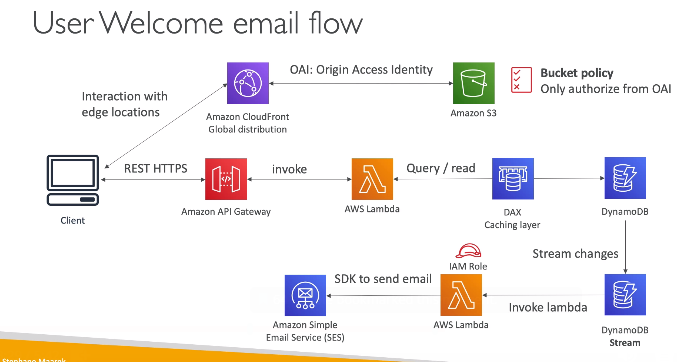 User Welcome email flow
OAI: Origin Access Identity
Bucket policy
Only authorize from OAI
Interaction with
edge locations
Amazon CloudFront
Global distribution
Amazon S3
REST HTTPS
invoke
Query / read
Client
Amazon API Gateway
AWS Lambda
DAX
Caching layer
DynamoDB
Stream changes
IAM Role
SDK to send email
Invoke lambda
Amazon Simple
Email Service (SES)
AWS Lambda
DynamoDB
Stream
Stephane Maarek